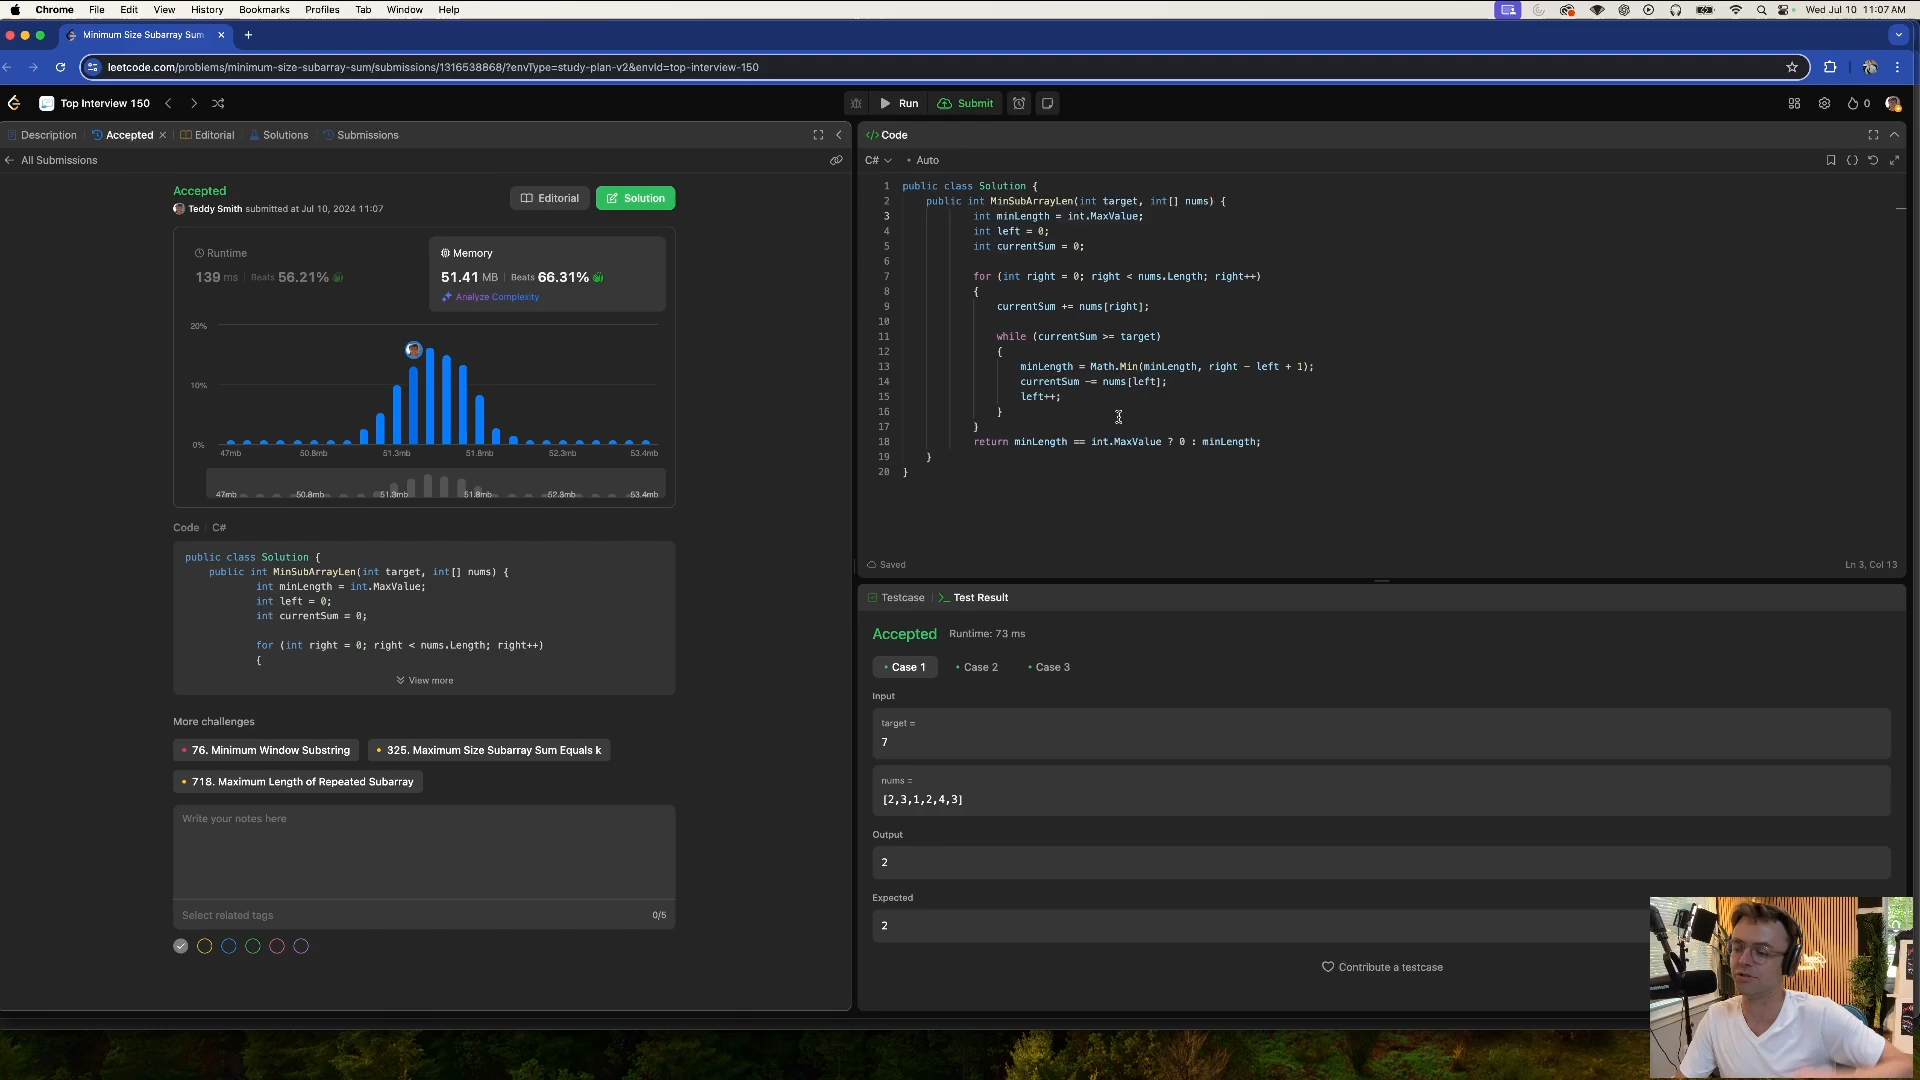 Chrome File Edit View History Bookmarks Profiles Tab Window Help Wed Jul 10 11:07 AM
Minimum Size Subarray Sum
leetcode.com/problems/minimum-size-subarray-sum/submissions/1316538868/?envType=study-plan-v2&envId=top-interview-150
Top Interview 150 Run Submit 0
Description Accepted Editorial Solutions Submissions
All Submissions
Accepted
Teddy Smith submitted at Jul 10, 2024 11:07
Editorial Solution
Runtime
139 ms Beats 56.21%
Memory
51.41 MB Beats 66.31%
Analyze Complexity
20%
10%
0%
47mb 50.8mb 51.3mb 51.8mb 52.3mb 53.4mb
47mb 50.8mb 51.3mb 51.8mb 52.3mb 53.4mb
Code C#
public class Solution {
public int MinSubArrayLen(int target, int[] nums) {
int minLength = int.MaxValue;
int left = 0;
int currentSum = 0;
for (int right = 0; right < nums.Length; right++)
{
View more
More challenges
76. Minimum Window Substring 325. Maximum Size Subarray Sum Equals k
718. Maximum Length of Repeated Subarray
Write your notes here
Select related tags 0/5
</> Code
C# Auto
1 public class Solution {
2 public int MinSubArrayLen(int target, int[] nums) {
3 int minLength = int.MaxValue;
4 int left = 0;
5 int currentSum = 0;
6
7 for (int right = 0; right < nums.Length; right++)
8 {
9 currentSum += nums[right];
10
11 while (currentSum >= target)
12 {
13 minLength = Math.Min(minLength, right - left + 1);
14 currentSum -= nums[left];
15 left++;
16 }
17 }
18 return minLength == int.MaxValue ? 0 : minLength;
19 }
20 }
Saved Ln 3, Col 13
Testcase >_ Test Result
Accepted Runtime: 73 ms
Case 1 Case 2 Case 3
Input
target =
7
nums =
[2,3,1,2,4,3]
Output
2
Expected
2
Contribute a testcase